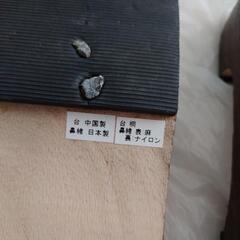 台 中国製
鼻緒 日本製
台 桐
鼻緒 表 麻
裏 ナイロン